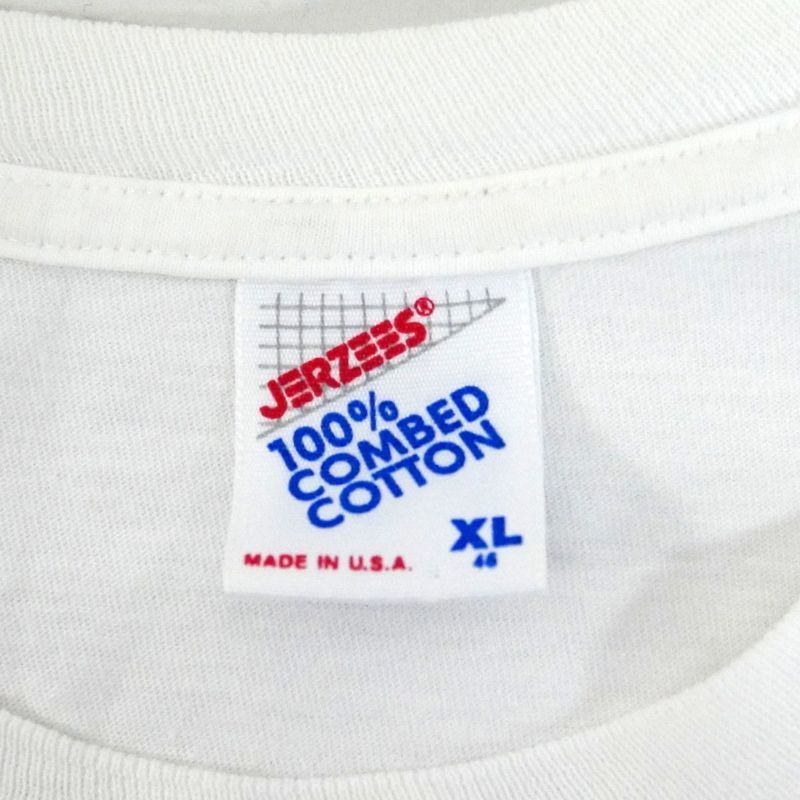 JERZEES®
100%
COMBED
COTTON
XL
46
MADE IN U.S.A.